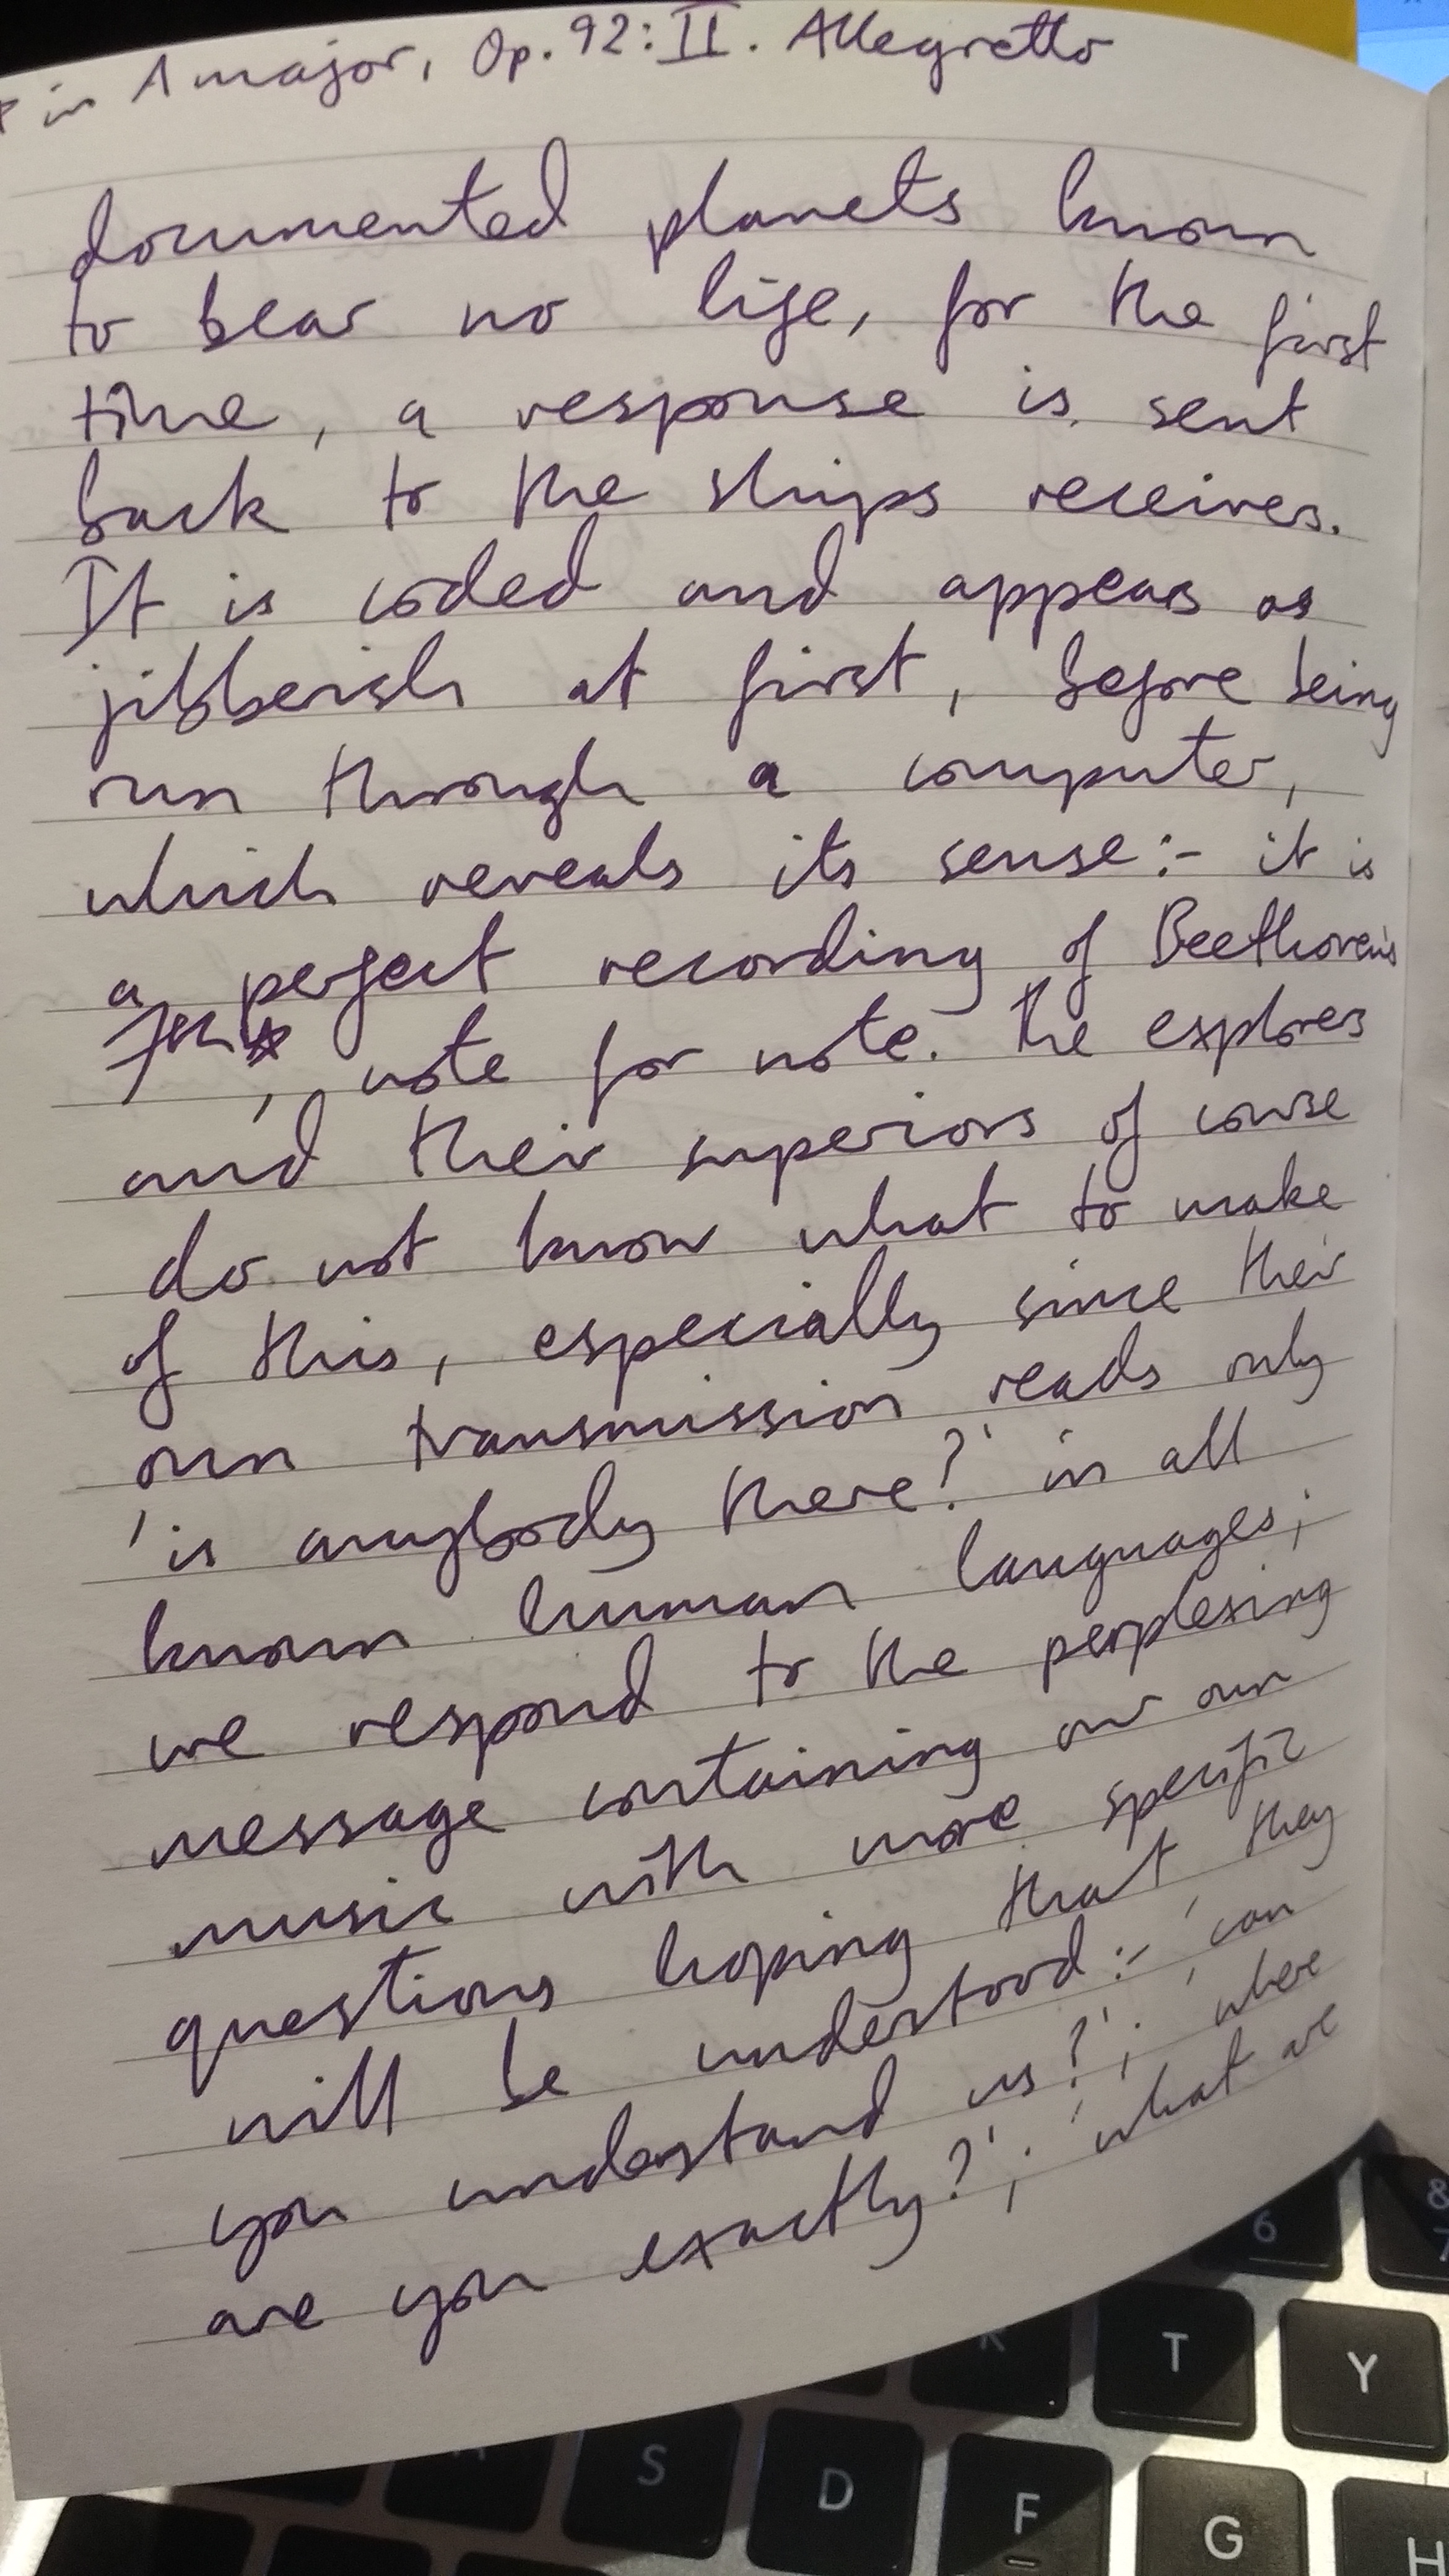 * in A major, Op. 92: II. Allegretto
documented planets known
to bear no life, for the first
time, a response is sent
back to the ships receiver.
It is coded and appears as
jibberish at first, before being
run through a computer,
which reveals its sense:- it is
a perfect recording of Beethoven's
7th*, note for note. The explorers
and their superiors of course
do not know what to make
of this, especially since their
own transmission reads only
'is anybody there?' in all
known human languages;
we respond to the perplexing
message containing our own
music with more specific
questions hoping that they
will be understood:- 'can
you understand us?'; 'where
are you exactly?'; 'what are
6
&
7
R
T
Y
S
D
F
G
H